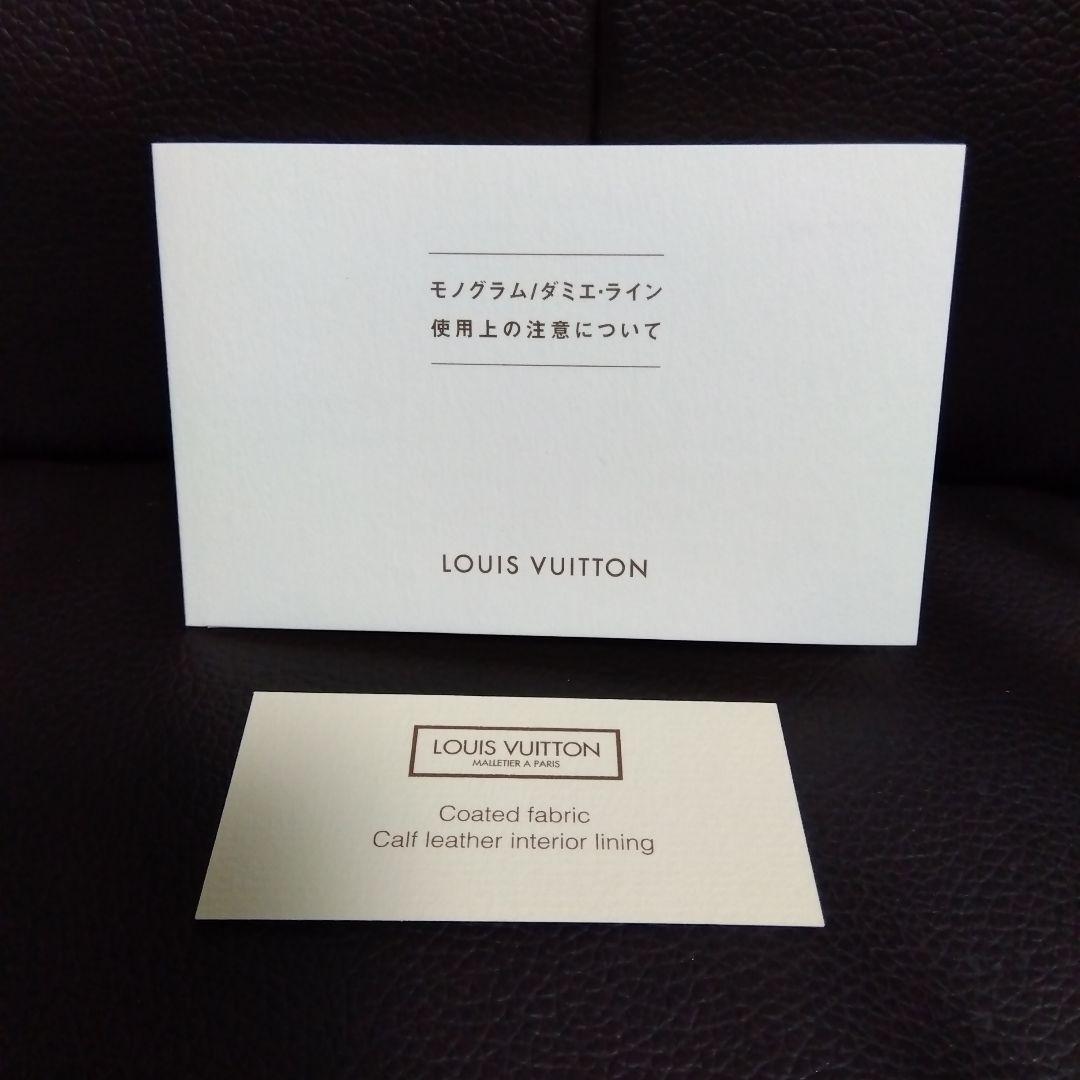 モノグラム/ダミエ・ライン
使用上の注意について
LOUIS VUITTON
LOUIS VUITTON
MALLETIER A PARIS
Coated fabric
Calf leather interior lining